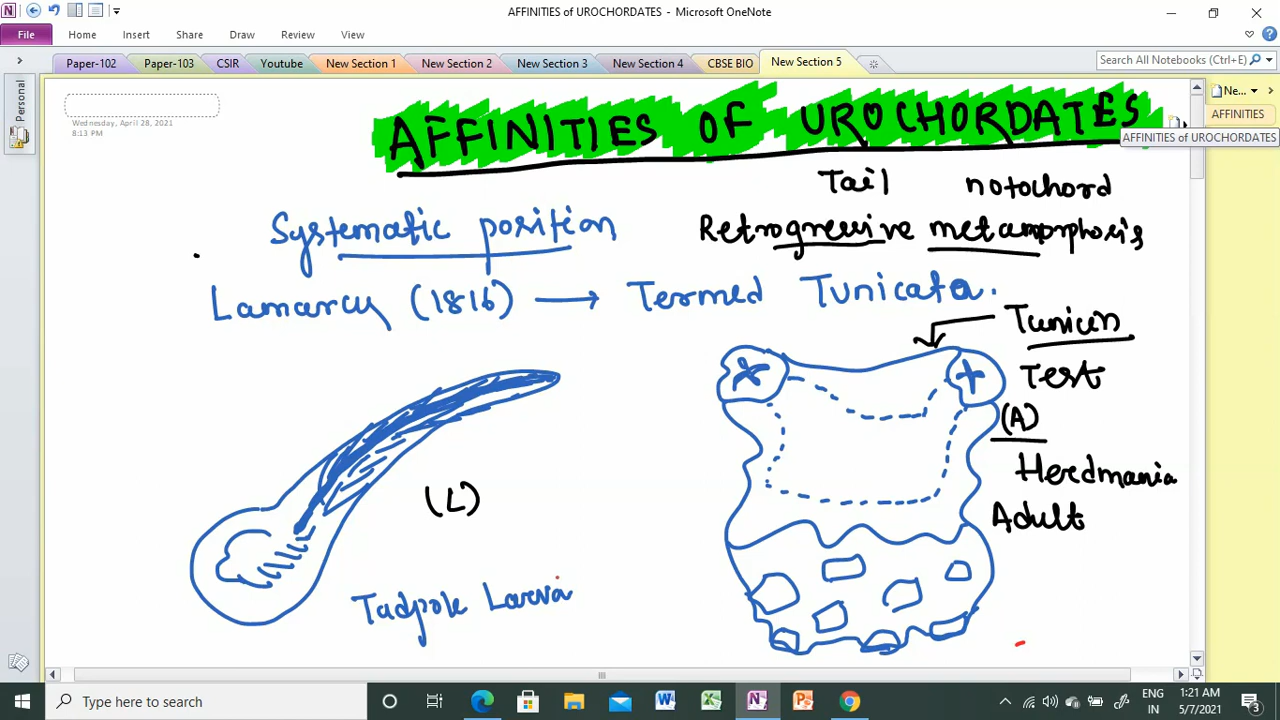 AFFINITIES of UROCHORDATES - Microsoft OneNote
File Home Insert Share Draw Review View
Paper-102 Paper-103 CSIR Youtube New Section 1 New Section 2 New Section 3 New Section 4 CBSE BIO New Section 5
Search All Notebooks (Ctrl+E)
Personal
Ne...
AFFINITIES
AFFINITIES of UROCHORDATES
Wednesday, April 28, 2021
8:13 PM
AFFINITIES OF UROCHORDATES
Tail notochord
Systematic position
Retrogressive metamorphosis
Lamarck (1816) → Termed Tunicata.
Tunicin
Test
(A)
Herdmania
Adult
(L)
Tadpole Larva
Type here to search
ENG
IN
1:21 AM
5/7/2021
3